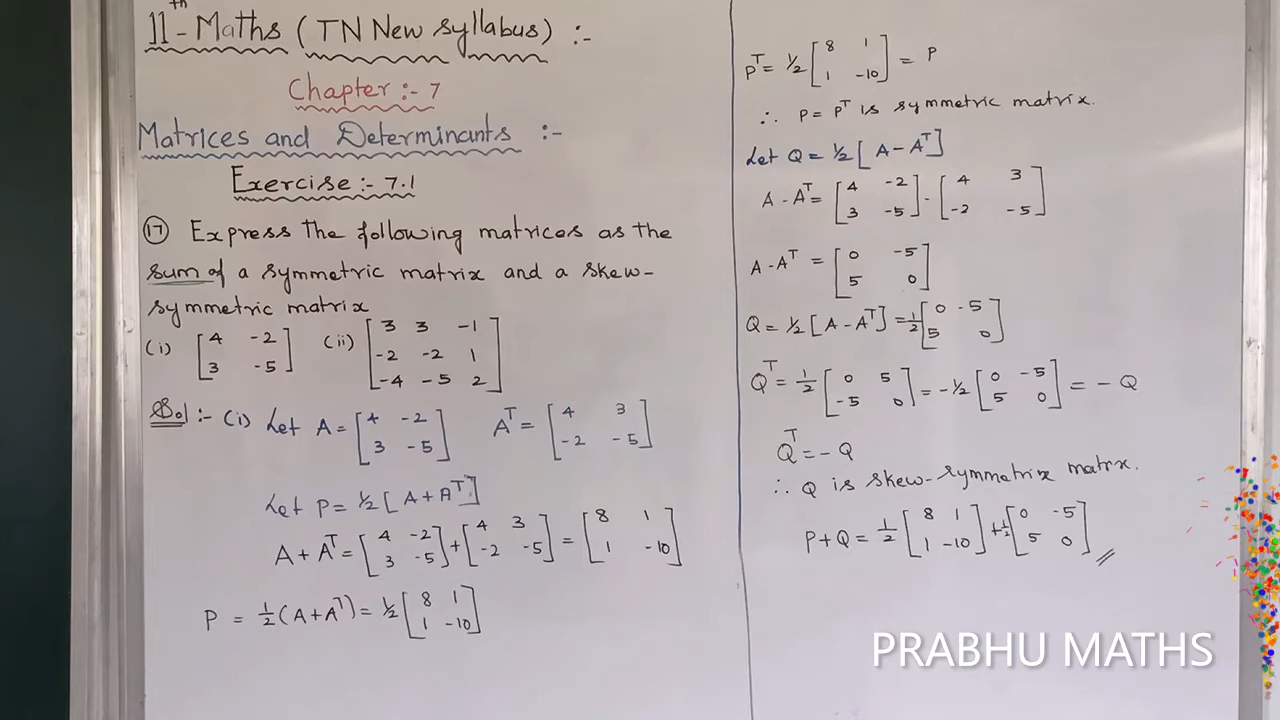 11th - Maths (TN New Syllabus) :-
Chapter :- 7
Matrices and Determinants :-
Exercise :- 7.1
17 Express the following matrices as the
sum of a symmetric matrix and a skew-
symmetric matrix
(i) [4 -2
3 -5] (ii) [3 3 -1
-2 -2 1
-4 -5 2]
Sol :- (i) Let A = [4 -2
3 -5] A^T = [4 3
-2 -5]
Let P = 1/2 [A + A^T]
A + A^T = [4 -2
3 -5] + [4 3
-2 -5] = [8 1
1 -10]
P = 1/2 (A + A^T) = 1/2 [8 1
1 -10]
P^T = 1/2 [8 1
1 -10] = P
∴ P = P^T is symmetric matrix.
Let Q = 1/2 [A - A^T]
A - A^T = [4 -2
3 -5] - [4 3
-2 -5]
A - A^T = [0 -5
5 0]
Q = 1/2 [A - A^T] = 1/2 [0 -5
5 0]
Q^T = 1/2 [0 5
-5 0] = -1/2 [0 -5
5 0] = - Q
Q^T = - Q
∴ Q is skew-symmetrix matrx.
P + Q = 1/2 [8 1
1 -10] + 1/2 [0 -5
5 0] //
PRABHU MATHS